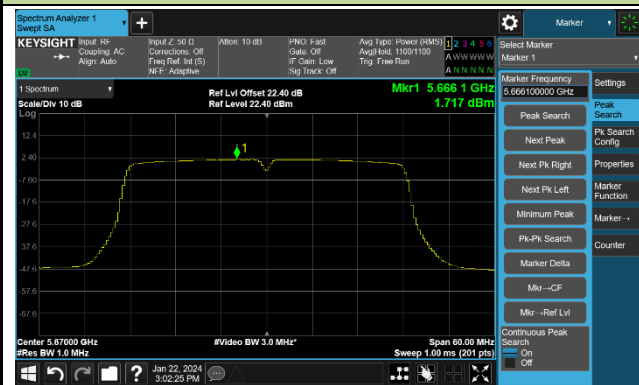 Spectrum Analyzer 1
Swept SA
+
Marker
KEYSIGHT
Input: RF
Coupling: AC
Align: Auto
Input Z: 50 Ω
Corrections: Off
Freq Ref: Int (S)
NFE: Adaptive
Atten: 10 dB
PNO: Fast
Gate: Off
IF Gain: Low
Sig Track: Off
Avg Type: Power (RMS)
Avg|Hold: 1100/1100
Trig: Free Run
1 2 3 4 5 6
A W W W W W
A N N N N N
LXI
Select Marker
Marker 1
1 Spectrum
Scale/Div 10 dB
Log
Ref Lvl Offset 22.40 dB
Ref Level 22.40 dBm
Mkr1 5.666 1 GHz
1.717 dBm
12.4
2.40
-7.60
-17.6
-27.6
-37.6
-47.6
-57.6
-67.6
1
Center 5.67000 GHz
#Res BW 1.0 MHz
#Video BW 3.0 MHz*
Span 60.00 MHz
Sweep 1.00 ms (201 pts)
Marker Frequency
5.666100000 GHz
Peak Search
Next Peak
Next Pk Right
Next Pk Left
Minimum Peak
Pk-Pk Search
Marker Delta
Mkr→CF
Mkr→Ref Lvl
Continuous Peak
Search
On
Off
Settings
Peak
Search
Pk Search
Config
Properties
Marker
Function
Marker→
Counter
?
Jan 22, 2024
3:02:25 PM